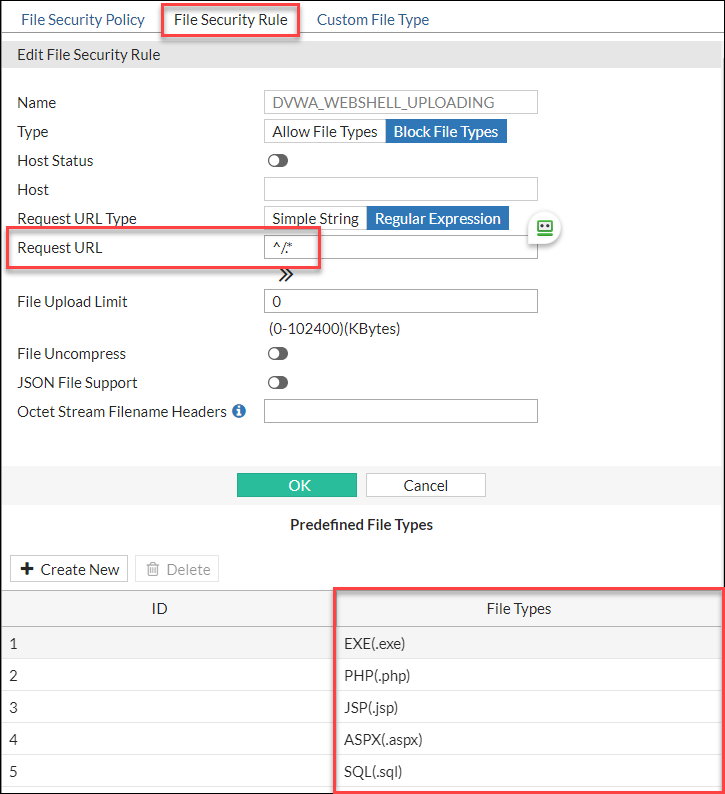 File Security Policy File Security Rule Custom File Type
Edit File Security Rule
Name DVWA_WEBSHELL_UPLOADING
Type Allow File Types Block File Types
Host Status
Host
Request URL Type Simple String Regular Expression
Request URL ^/.*
File Upload Limit 0
(0-102400)(KBytes)
File Uncompress
JSON File Support
Octet Stream Filename Headers
OK Cancel
Predefined File Types
Create New Delete
ID File Types
1 EXE(.exe)
2 PHP(.php)
3 JSP(.jsp)
4 ASPX(.aspx)
5 SQL(.sql)